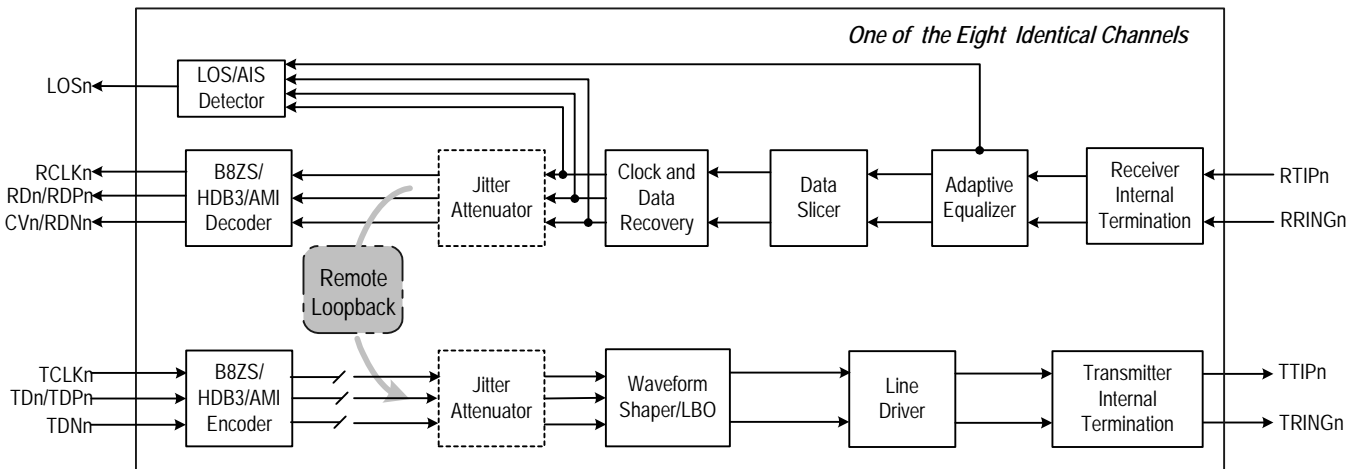 One of the Eight Identical Channels
LOSn
LOS/AIS
Detector
RCLKn
RDn/RDPn
CVn/RDNn
B8ZS/
HDB3/AMI
Decoder
Jitter
Attenuator
Clock and
Data
Recovery
Data
Slicer
Adaptive
Equalizer
Receiver
Internal
Termination
RTIPn
RRINGn
Remote
Loopback
TCLKn
TDn/TDPn
TDNn
B8ZS/
HDB3/AMI
Encoder
Jitter
Attenuator
Waveform
Shaper/LBO
Line
Driver
Transmitter
Internal
Termination
TTIPn
TRINGn